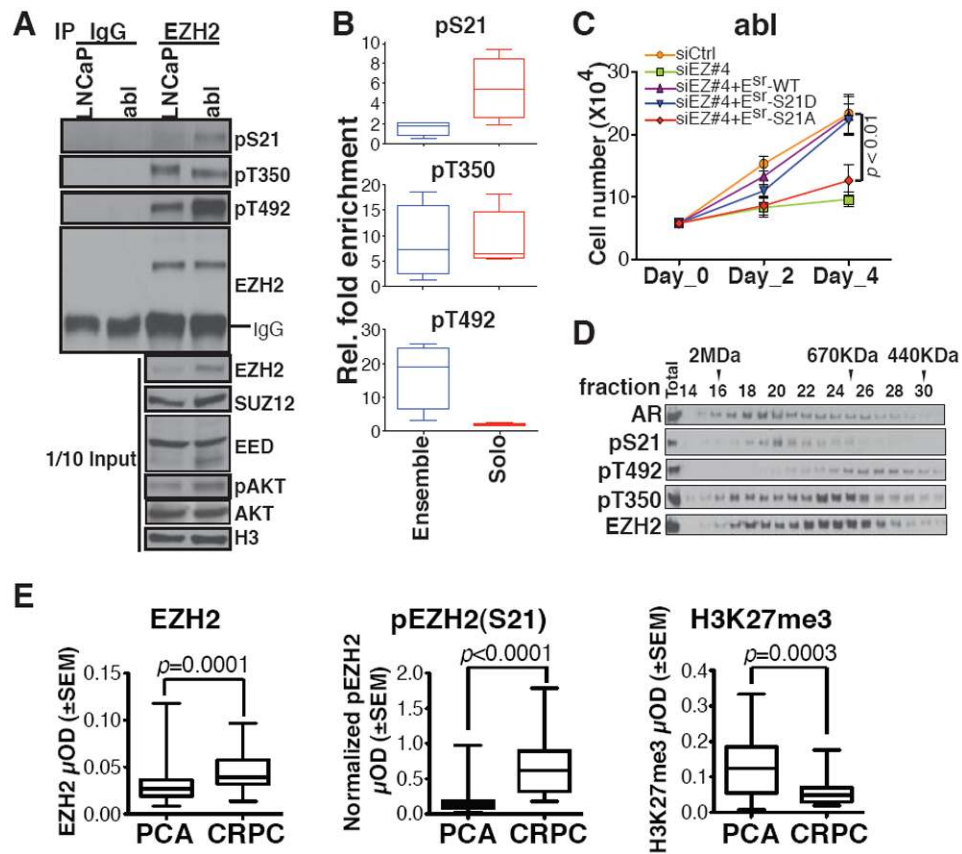 A
IP IgG EZH2
LNCaP
abl
LNCaP
abl
pS21
pT350
pT492
EZH2
IgG
EZH2
SUZ12
EED
1/10 Input
pAKT
AKT
H3
B
Rel. fold enrichment
pS21
10
8
6
4
2
0
pT350
20
15
10
5
0
pT492
30
20
10
0
Ensemble
Solo
C
abl
siCtrl
siEZ#4
siEZ#4+Esr-WT
siEZ#4+Esr-S21D
siEZ#4+Esr-S21A
Cell number (X10⁴)
30
20
10
0
p < 0.01
Day_0 Day_2 Day_4
D
2MDa 670KDa 440KDa
fraction Total 14 16 18 20 22 24 26 28 30
AR
pS21
pT492
pT350
EZH2
E
EZH2
p=0.0001
EZH2 µOD (±SEM)
0.15
0.10
0.05
0.00
PCA CRPC
pEZH2(S21)
p<0.0001
Normalized pEZH2
µOD (±SEM)
2.0
1.5
1.0
0.5
0.0
PCA CRPC
H3K27me3
p=0.0003
H3K27me3 µOD (±SEM)
0.4
0.3
0.2
0.1
0.0
PCA CRPC